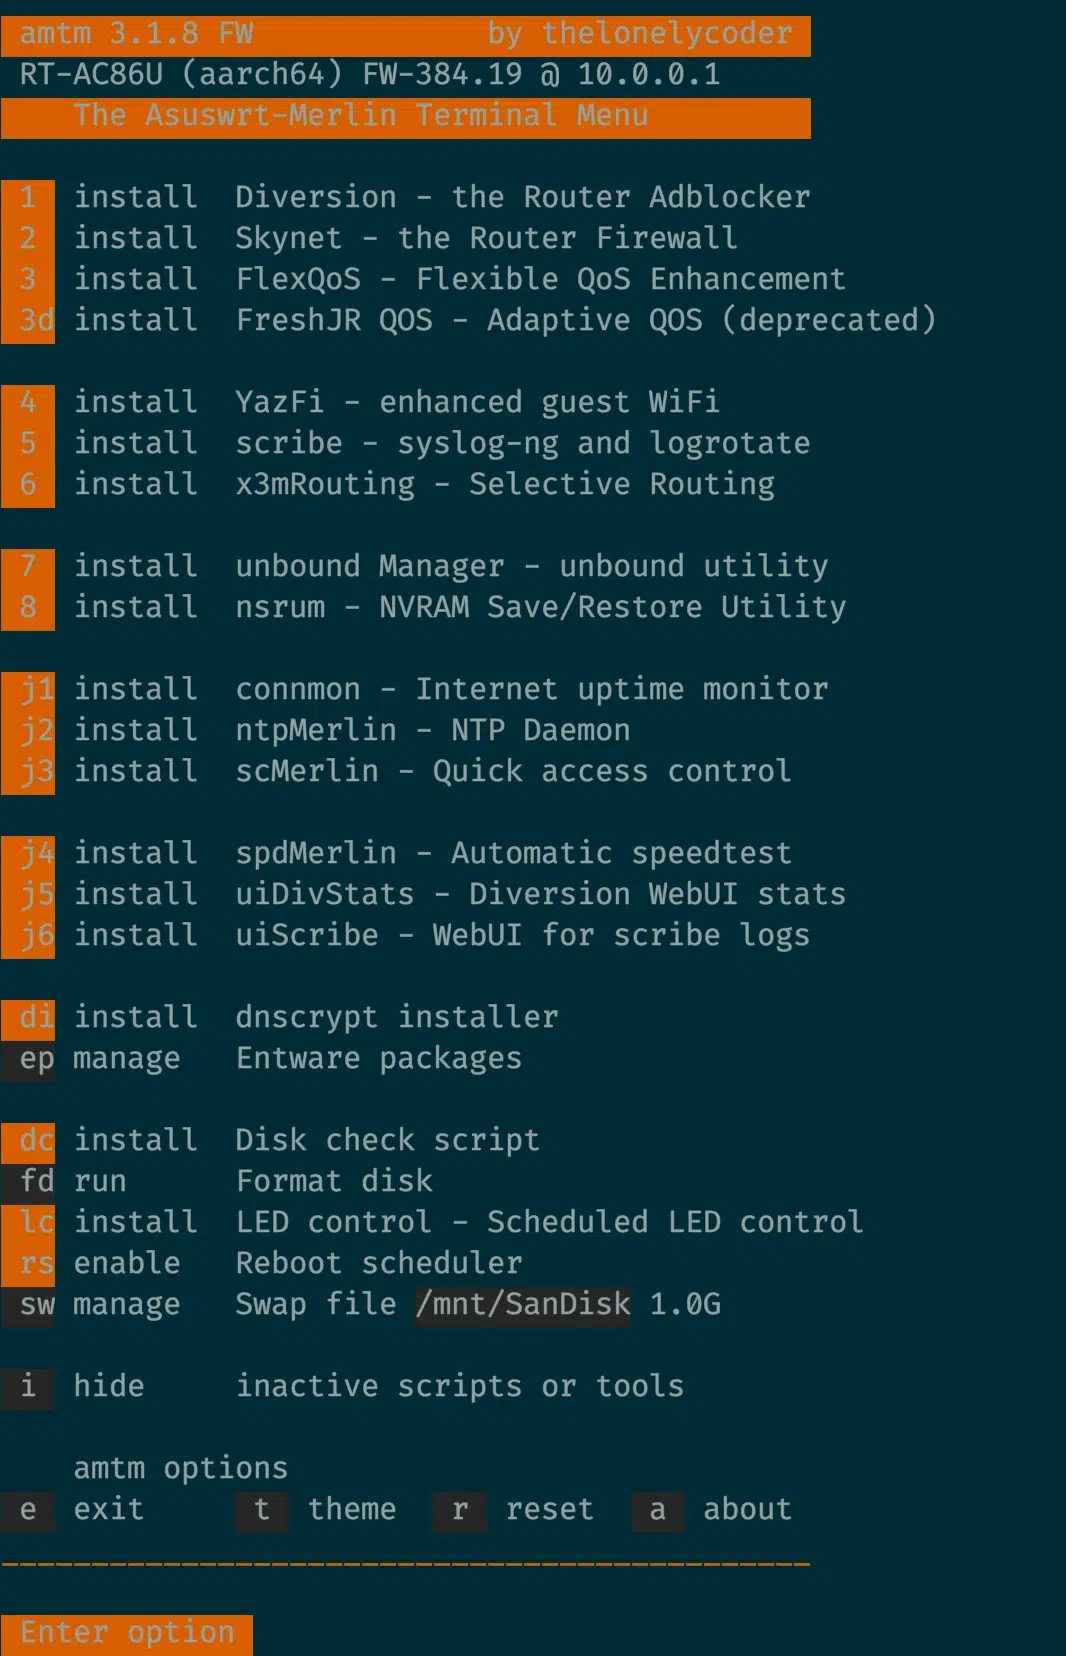 amtm 3.1.8 FW by thelonelycoder
RT-AC86U (aarch64) FW-384.19 @ 10.0.0.1
The Asuswrt-Merlin Terminal Menu
1 install Diversion - the Router Adblocker
2 install Skynet - the Router Firewall
3 install FlexQoS - Flexible QoS Enhancement
3d install FreshJR QOS - Adaptive QOS (deprecated)
4 install YazFi - enhanced guest WiFi
5 install scribe - syslog-ng and logrotate
6 install x3mRouting - Selective Routing
7 install unbound Manager - unbound utility
8 install nsrum - NVRAM Save/Restore Utility
j1 install connmon - Internet uptime monitor
j2 install ntpMerlin - NTP Daemon
j3 install scMerlin - Quick access control
j4 install spdMerlin - Automatic speedtest
j5 install uiDivStats - Diversion WebUI stats
j6 install uiScribe - WebUI for scribe logs
di install dnscrypt installer
ep manage Entware packages
dc install Disk check script
fd run Format disk
lc install LED control - Scheduled LED control
rs enable Reboot scheduler
sw manage Swap file /mnt/SanDisk 1.0G
i hide inactive scripts or tools
amtm options
e exit t theme r reset a about
Enter option